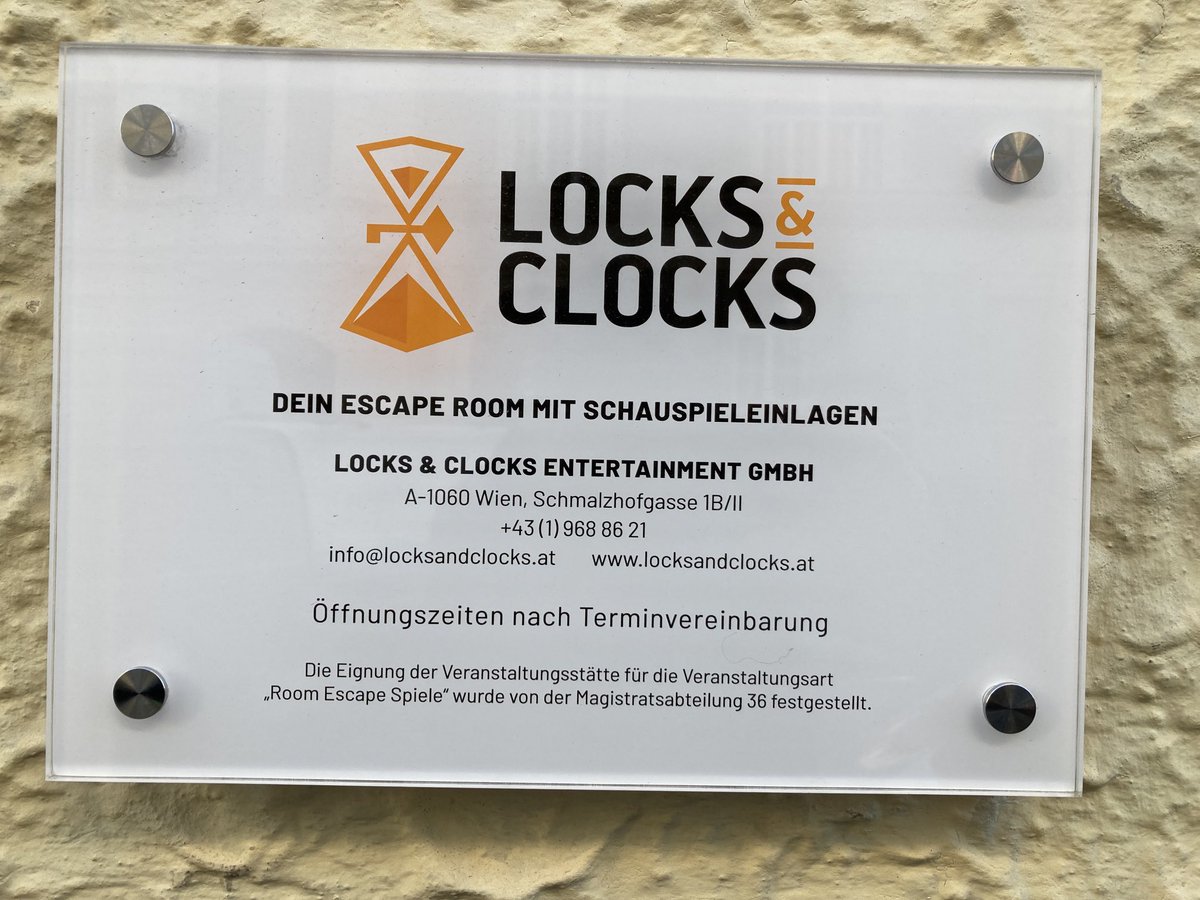 LOCKS &
CLOCKS
DEIN ESCAPE ROOM MIT SCHAUSPIELEINLAGEN
LOCKS & CLOCKS ENTERTAINMENT GMBH
A-1060 Wien, Schmalzhofgasse 1B/II
+43 (1) 968 86 21
info@locksandclocks.at www.locksandclocks.at
Öffnungszeiten nach Terminvereinbarung
Die Eignung der Veranstaltungsstätte für die Veranstaltungsart
„Room Escape Spiele“ wurde von der Magistratsabteilung 36 festgestellt.